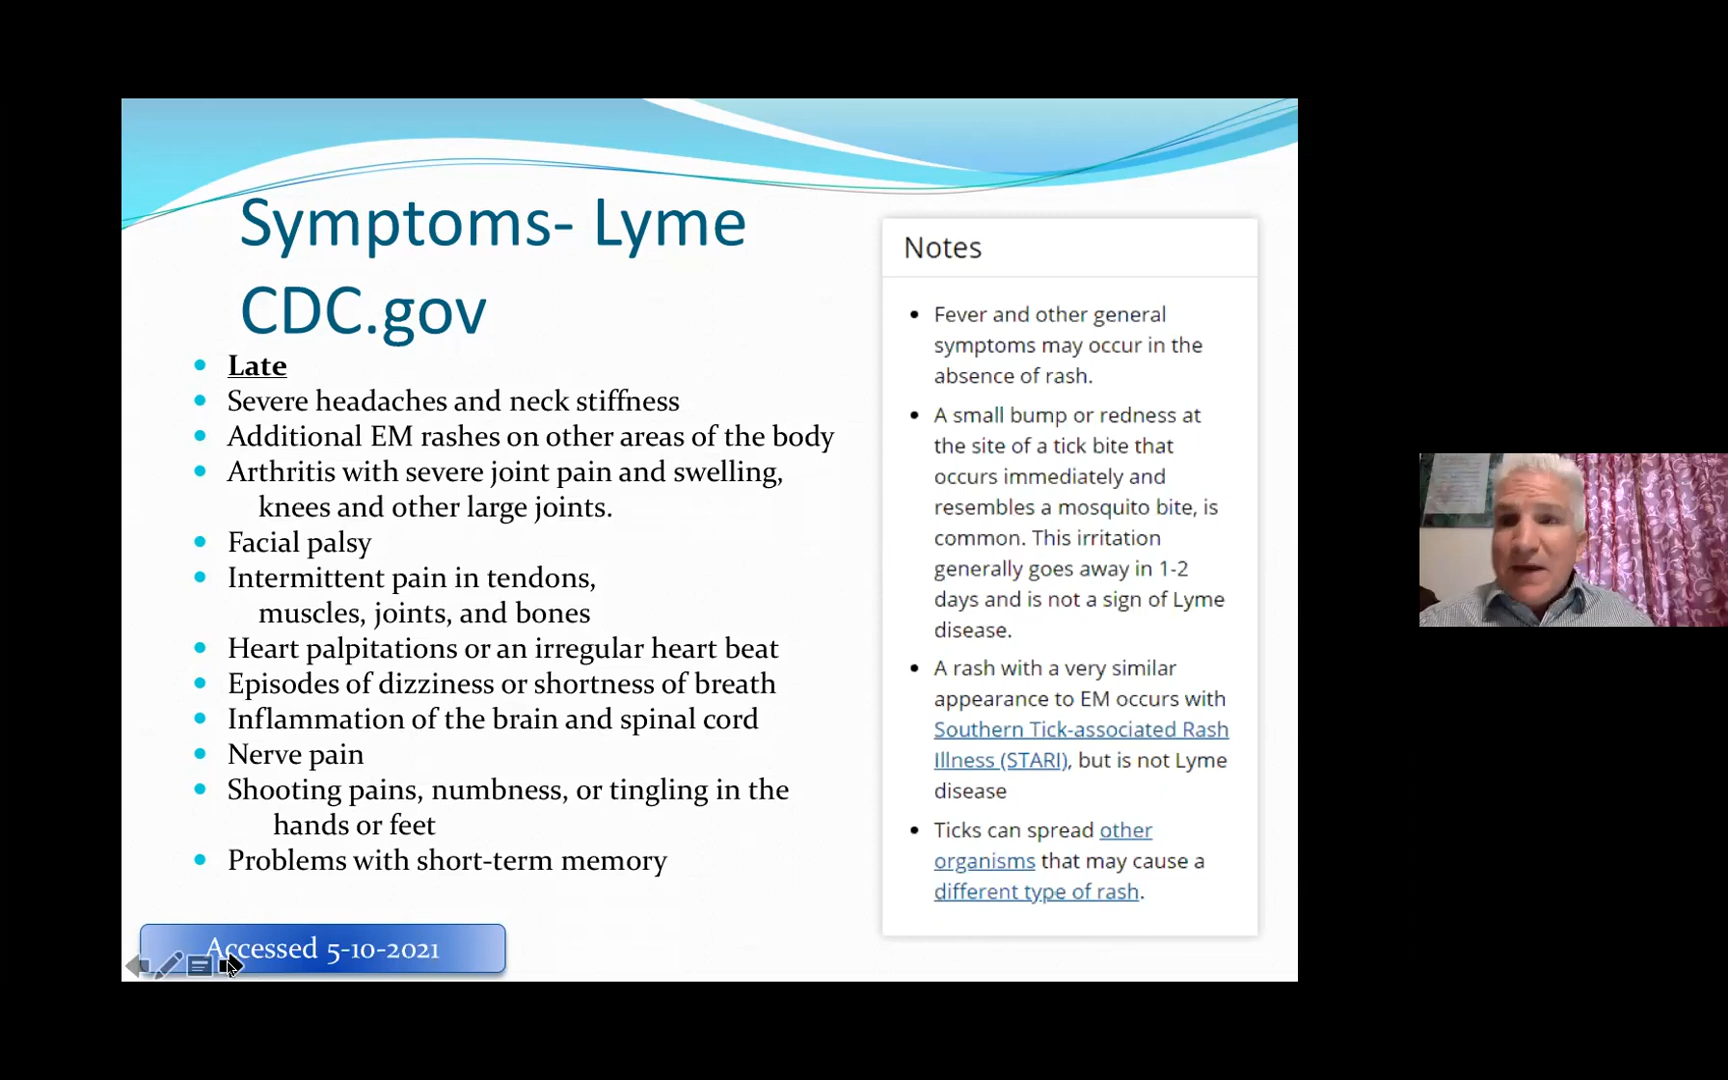 Symptoms- Lyme
CDC.gov
Late
Severe headaches and neck stiffness
Additional EM rashes on other areas of the body
Arthritis with severe joint pain and swelling,
knees and other large joints.
Facial palsy
Intermittent pain in tendons,
muscles, joints, and bones
Heart palpitations or an irregular heart beat
Episodes of dizziness or shortness of breath
Inflammation of the brain and spinal cord
Nerve pain
Shooting pains, numbness, or tingling in the
hands or feet
Problems with short-term memory
Accessed 5-10-2021
Notes
Fever and other general
symptoms may occur in the
absence of rash.
A small bump or redness at
the site of a tick bite that
occurs immediately and
resembles a mosquito bite, is
common. This irritation
generally goes away in 1-2
days and is not a sign of Lyme
disease.
A rash with a very similar
appearance to EM occurs with
Southern Tick-associated Rash
Illness (STARI), but is not Lyme
disease
Ticks can spread other
organisms that may cause a
different type of rash.